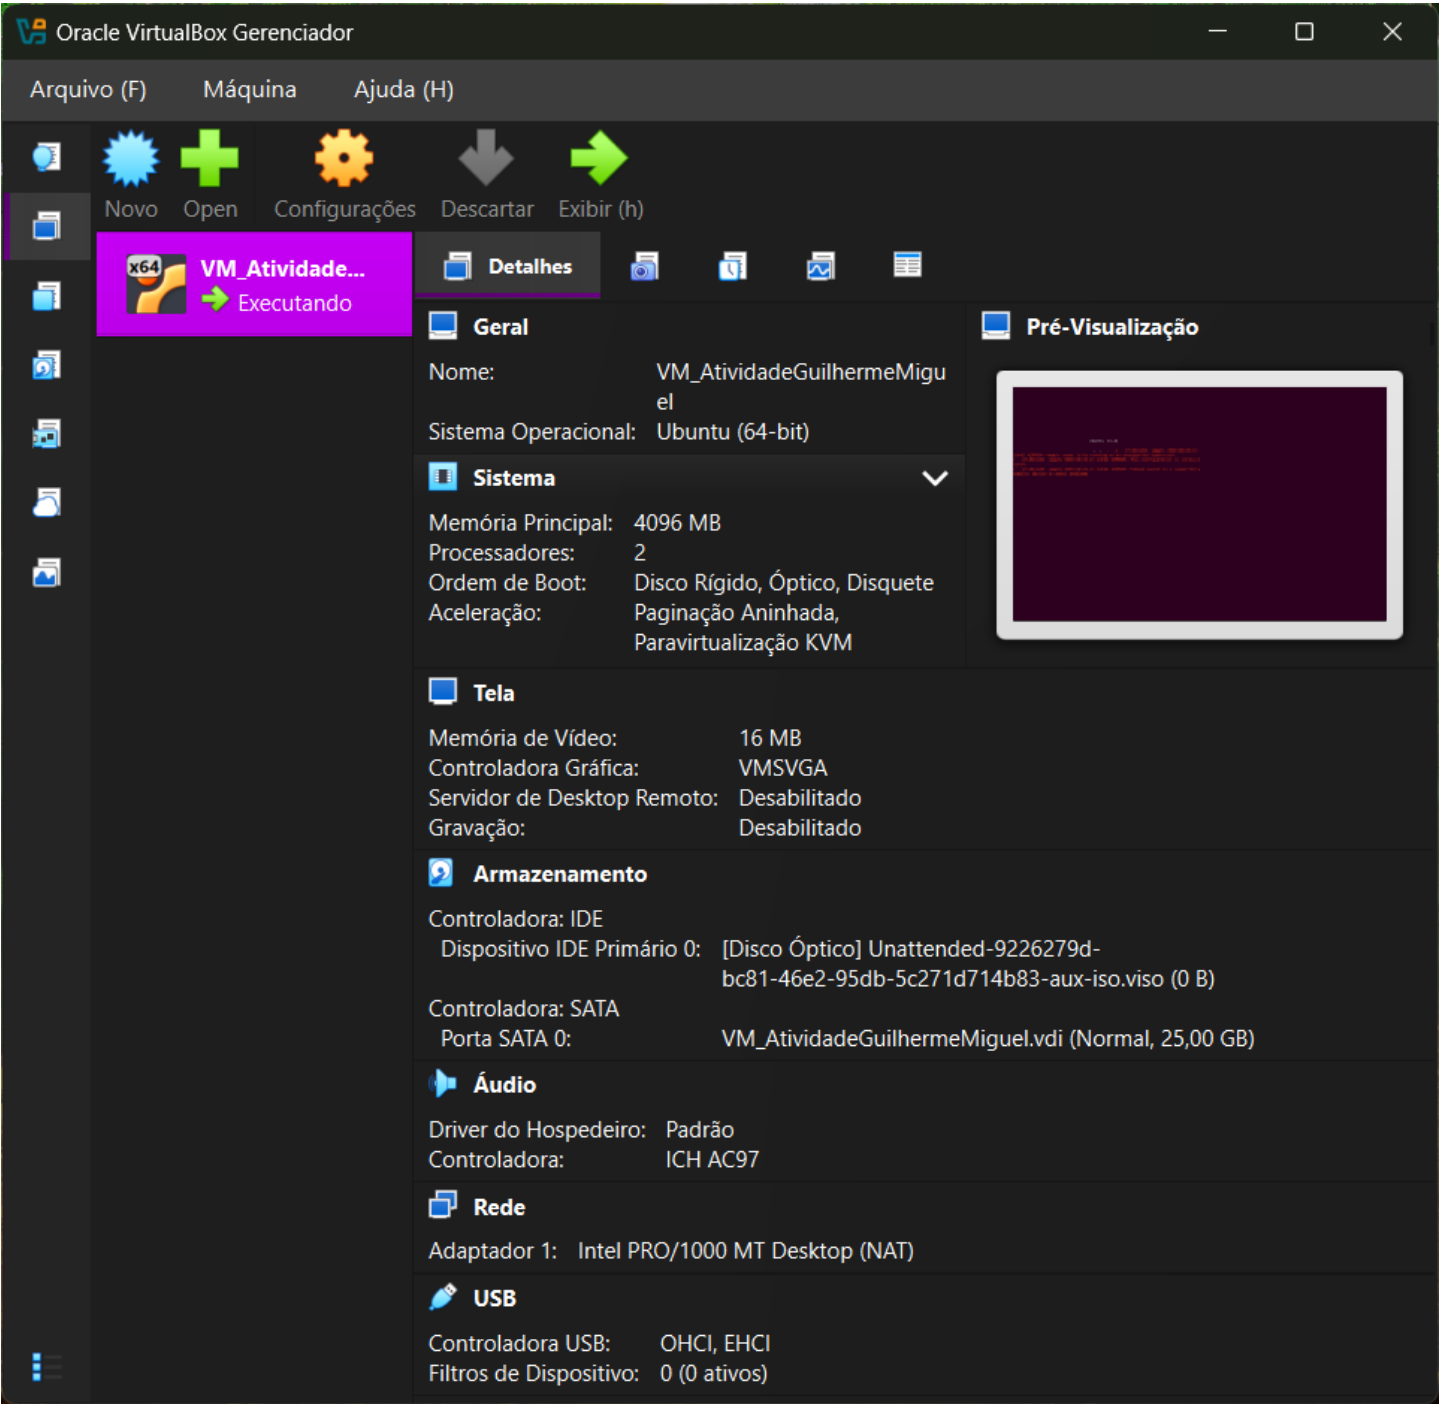 Oracle VirtualBox Gerenciador
Arquivo (F) Máquina Ajuda (H)
Novo Open Configurações Descartar Exibir (h)
x64
VM_Atividade...
Executando
Detalhes
Geral
Nome: VM_AtividadeGuilhermeMigu
el
Sistema Operacional: Ubuntu (64-bit)
Pré-Visualização
Sistema
Memória Principal: 4096 MB
Processadores: 2
Ordem de Boot: Disco Rígido, Óptico, Disquete
Aceleração: Paginação Aninhada,
Paravirtualização KVM
Tela
Memória de Vídeo: 16 MB
Controladora Gráfica: VMSVGA
Servidor de Desktop Remoto: Desabilitado
Gravação: Desabilitado
Armazenamento
Controladora: IDE
Dispositivo IDE Primário 0: [Disco Óptico] Unattended-9226279d-
bc81-46e2-95db-5c271d714b83-aux-iso.viso (0 B)
Controladora: SATA
Porta SATA 0: VM_AtividadeGuilhermeMiguel.vdi (Normal, 25,00 GB)
Áudio
Driver do Hospedeiro: Padrão
Controladora: ICH AC97
Rede
Adaptador 1: Intel PRO/1000 MT Desktop (NAT)
USB
Controladora USB: OHCI, EHCI
Filtros de Dispositivo: 0 (0 ativos)